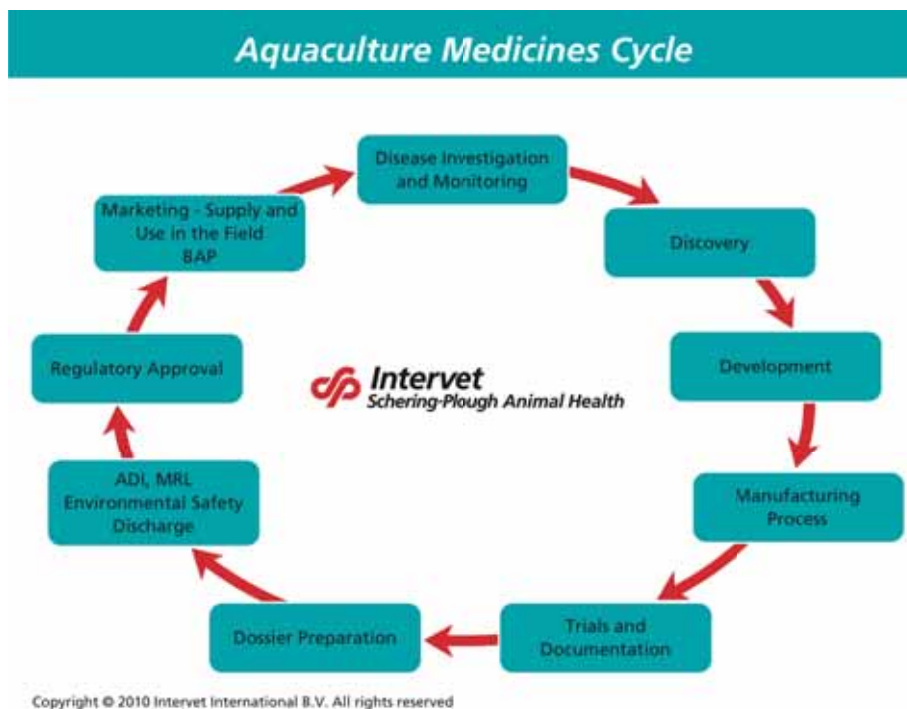 Aquaculture Medicines Cycle
Disease Investigation
and Monitoring
Discovery
Development
Manufacturing
Process
Trials and
Documentation
Dossier Preparation
ADI, MRL
Environmental Safety
Discharge
Regulatory Approval
Marketing - Supply and
Use in the Field
BAP
Intervet
Schering-Plough Animal Health
Copyright © 2010 Intervet International B.V. All rights reserved